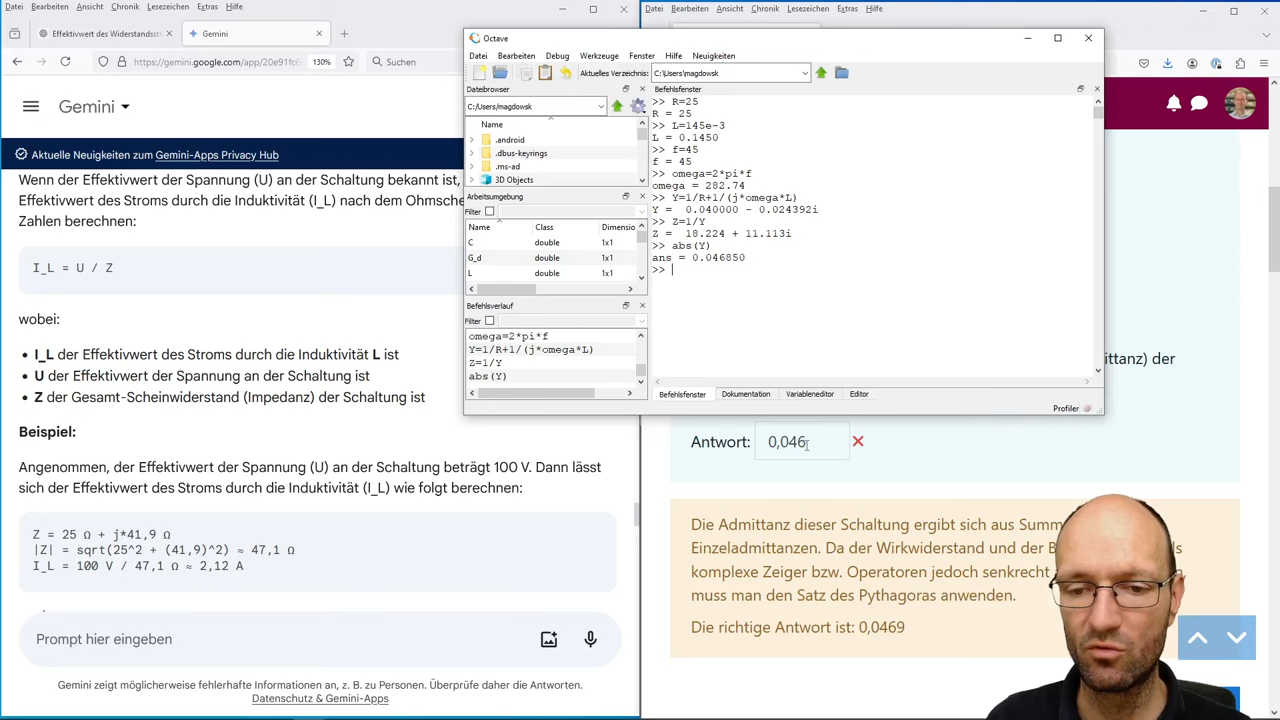 Datei Bearbeiten Ansicht Chronik Lesezeichen Extras Hilfe
Effektivwert des Widerstandsst
Gemini
https://gemini.google.com/app/20e91fc6
130%
Suchen
Gemini
Aktuelle Neuigkeiten zum Gemini-Apps Privacy Hub
Wenn der Effektivwert der Spannung (U) an der Schaltung bekannt ist,
Effektivwert des Stroms durch die Induktivität (I_L) nach dem Ohmsche
Zahlen berechnen:
I_L = U / Z
wobei:
• I_L der Effektivwert des Stroms durch die Induktivität L ist
• U der Effektivwert der Spannung an der Schaltung ist
• Z der Gesamt-Scheinwiderstand (Impedanz) der Schaltung ist
Beispiel:
Angenommen, der Effektivwert der Spannung (U) an der Schaltung beträgt 100 V. Dann lässt
sich der Effektivwert des Stroms durch die Induktivität (I_L) wie folgt berechnen:
Z = 25 Ω + j*41,9 Ω
|Z| = sqrt(25^2 + (41,9)^2) ≈ 47,1 Ω
I_L = 100 V / 47,1 Ω ≈ 2,12 A
Prompt hier eingeben
Gemini zeigt möglicherweise fehlerhafte Informationen an, z. B. zu Personen. Überprüfe daher die Antworten.
Datenschutz & Gemini-Apps
Datei Bearbeiten Ansicht Chronik Lesezeichen Extras Hilfe
Octave
Datei Bearbeiten Debug Werkzeuge Fenster Hilfe Neuigkeiten
Aktuelles Verzeichnis: C:\Users\magdowsk
Dateibrowser
C:/Users/magdowsk
Name
.android
.dbus-keyrings
.ms-ad
3D Objects
Arbeitsumgebung
Filter
Name Class Dimensio
C double 1x1
G_d double 1x1
L double 1x1
Befehlsverlauf
Filter
omega=2*pi*f
Y=1/R+1/(j*omega*L)
Z=1/Y
abs(Y)
Befehlsfenster
>> R=25
R = 25
>> L=145e-3
L = 0.1450
>> f=45
f = 45
>> omega=2*pi*f
omega = 282.74
>> Y=1/R+1/(j*omega*L)
Y = 0.040000 - 0.024392i
>> Z=1/Y
Z = 18.224 + 11.113i
>> abs(Y)
ans = 0.046850
>>
Befehlsfenster Dokumentation Variableneditor Editor
Profiler
ttanz) der
Antwort: 0,046
Die Admittanz dieser Schaltung ergibt sich aus Summ
Einzeladmittanzen. Da der Wirkwiderstand und der B ls
komplexe Zeiger bzw. Operatoren jedoch senkrecht
muss man den Satz des Pythagoras anwenden.
Die richtige Antwort ist: 0,0469